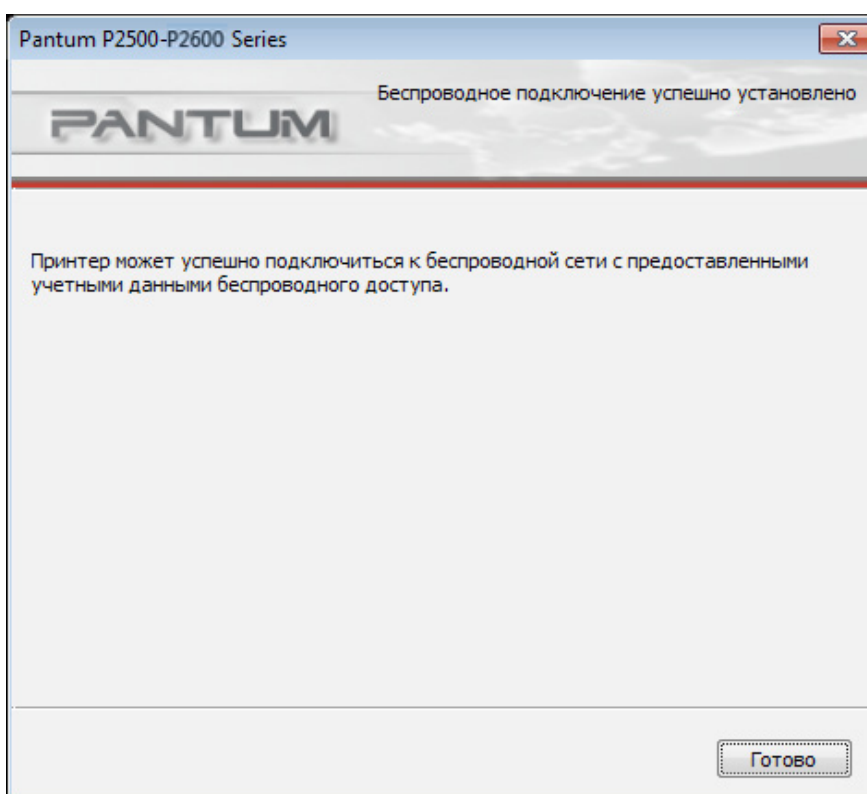 Pantum P2500-P2600 Series
Беспроводное подключение успешно установлено
PANTUM
Принтер может успешно подключиться к беспроводной сети с предоставленными
учетными данными беспроводного доступа.
Готово